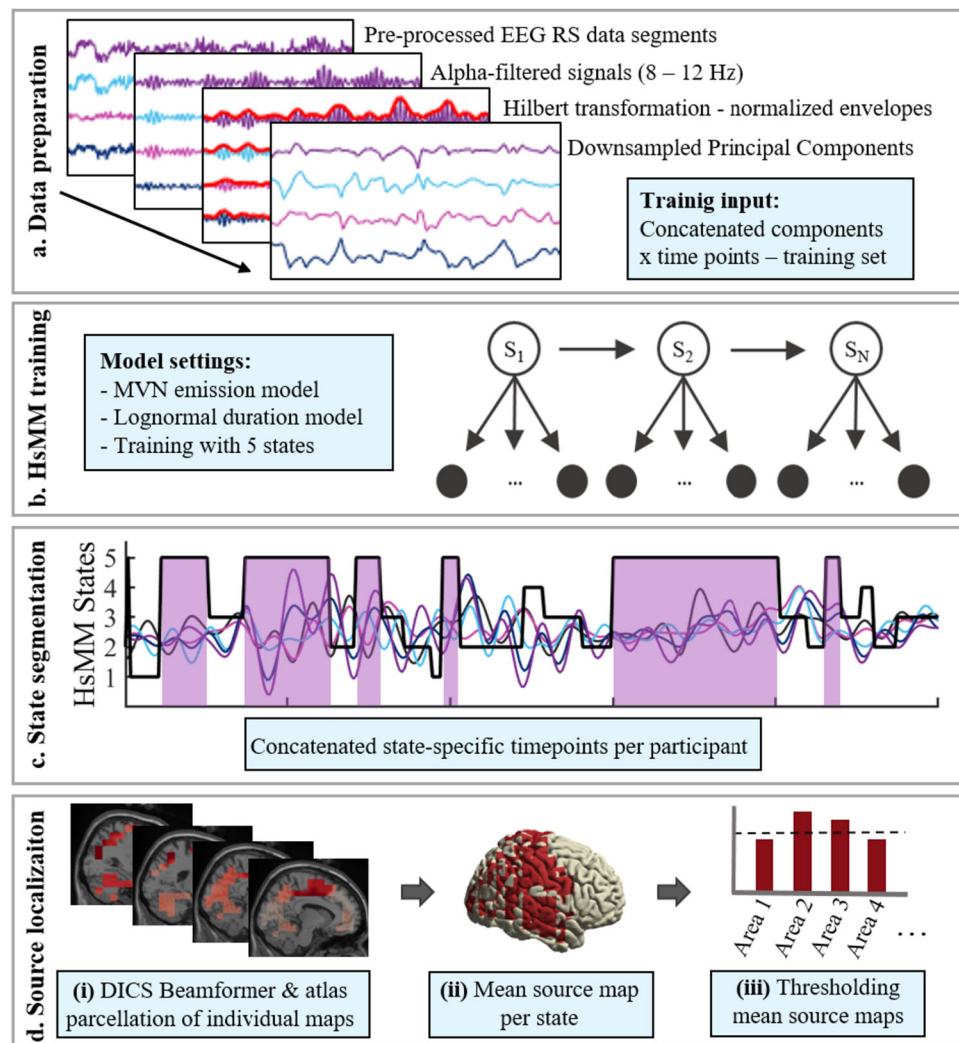 a. Data preparation
Pre-processed EEG RS data segments
Alpha-filtered signals (8 – 12 Hz)
Hilbert transformation - normalized envelopes
Downsampled Principal Components
Trainig input:
Concatenated components
x time points – training set
b. HsMM training
Model settings:
- MVN emission model
- Lognormal duration model
- Training with 5 states
S1
S2
SN
...
...
...
c. State segmentation
HsMM States
5
4
3
2
1
Concatenated state-specific timepoints per participant
d. Source localizaiton
(i) DICS Beamformer & atlas
parcellation of individual maps
(ii) Mean source map
per state
Area 1
Area 2
Area 3
Area 4
...
(iii) Thresholding
mean source maps